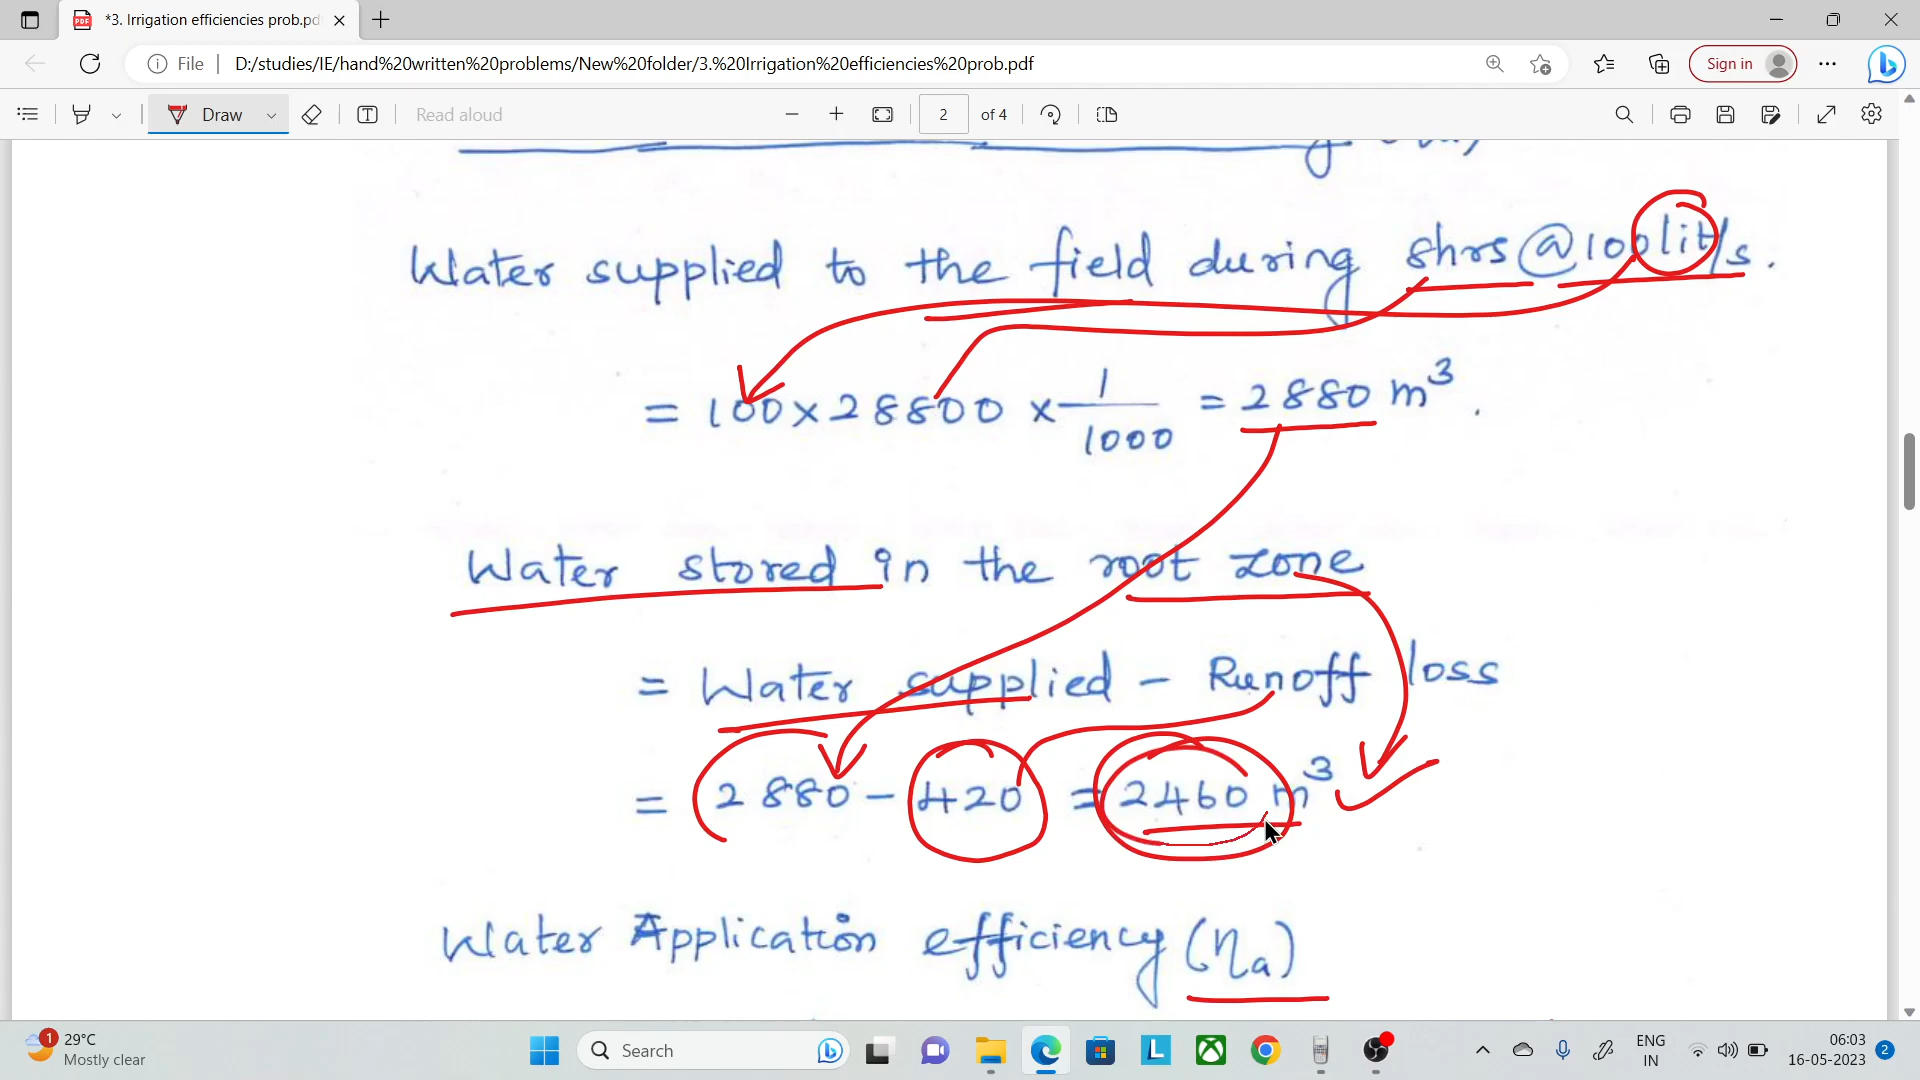 *3. Irrigation efficiencies prob.pd
File
D:/studies/IE/hand%20written%20problems/New%20folder/3.%20Irrigation%20efficiencies%20prob.pdf
Sign in
Draw
Read aloud
2 of 4
Water supplied to the field during 8hrs @ 100 lit/s.
= 100 × 28800 × 1/1000 = 2880 m³.
Water stored in the root zone
= Water supplied - Runoff loss
= 2880 - 420 = 2460 m³
Water Application efficiency (ηa)
1
29°C
Mostly clear
Search
ENG
IN
06:03
16-05-2023
2